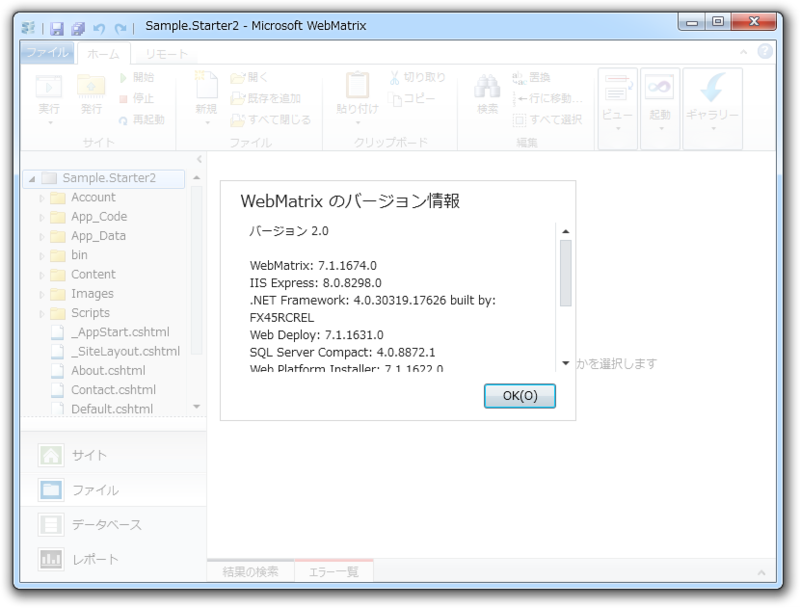 Sample.Starter2 - Microsoft WebMatrix
ファイル
ホーム
リモート
実行
発行
開始
停止
再起動
サイト
新規
開く
既存を追加
すべて閉じる
ファイル
貼り付け
切り取り
コピー
クリップボード
検索
置換
行に移動...
すべて選択
編集
ビュー
起動
ギャラリー
Sample.Starter2
Account
App_Code
App_Data
bin
Content
Images
Scripts
_AppStart.cshtml
_SiteLayout.cshtml
About.cshtml
Contact.cshtml
Default.cshtml
サイト
ファイル
データベース
レポート
WebMatrix のバージョン情報
バージョン 2.0
WebMatrix: 7.1.1674.0
IIS Express: 8.0.8298.0
.NET Framework: 4.0.30319.17626 built by:
FX45RCREL
Web Deploy: 7.1.1631.0
SQL Server Compact: 4.0.8872.1
Web Platform Installer: 7.1.1622.0
OK(O)
かを選択します
結果の検索
エラー一覧